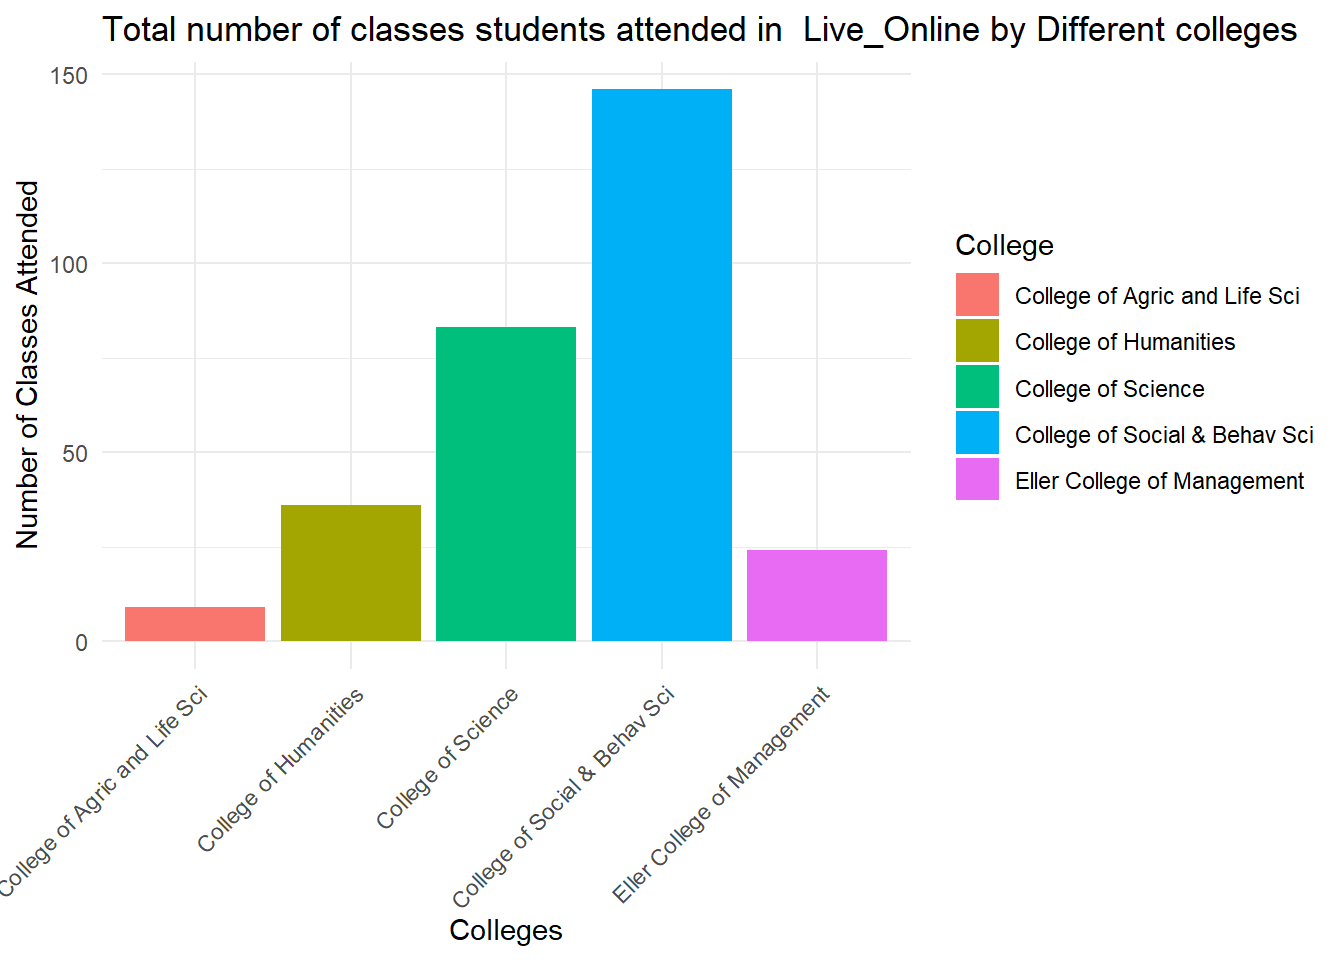 Total number of classes students attended in  Live_Online by Different colleges
Number of Classes Attended
150
100
50
0
College of Agric and Life Sci
College of Humanities
College of Science
College of Social & Behav Sci
Eller College of Management
Colleges
College
College of Agric and Life Sci
College of Humanities
College of Science
College of Social & Behav Sci
Eller College of Management